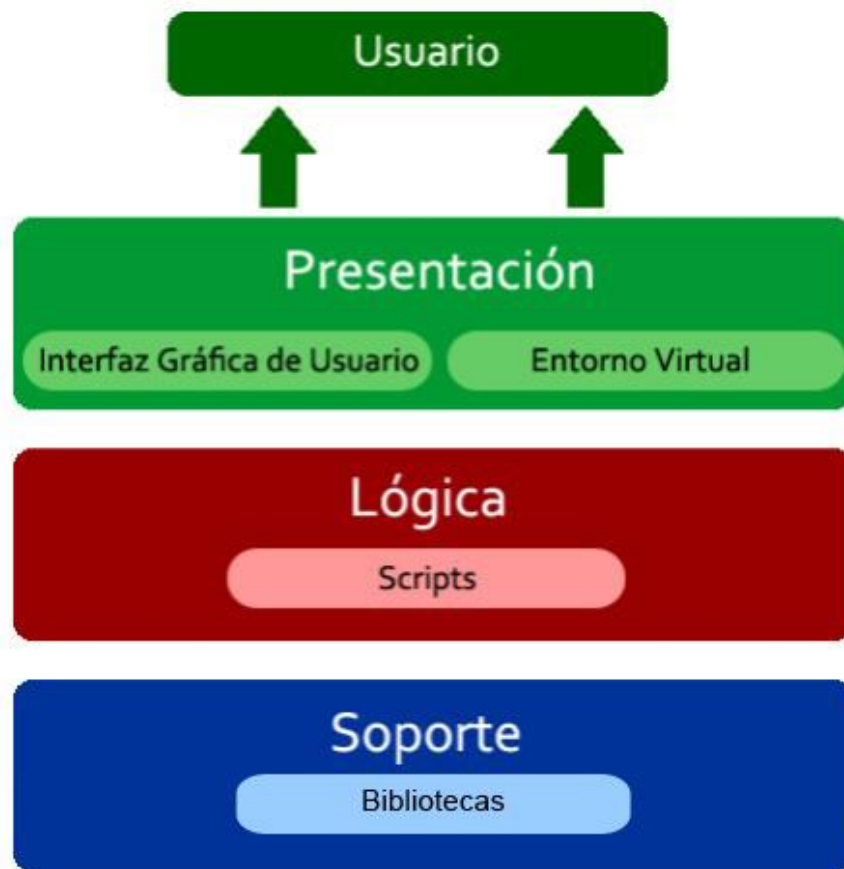 Usuario
Presentación
Interfaz Gráfica de Usuario
Entorno Virtual
Lógica
Scripts
Soporte
Bibliotecas